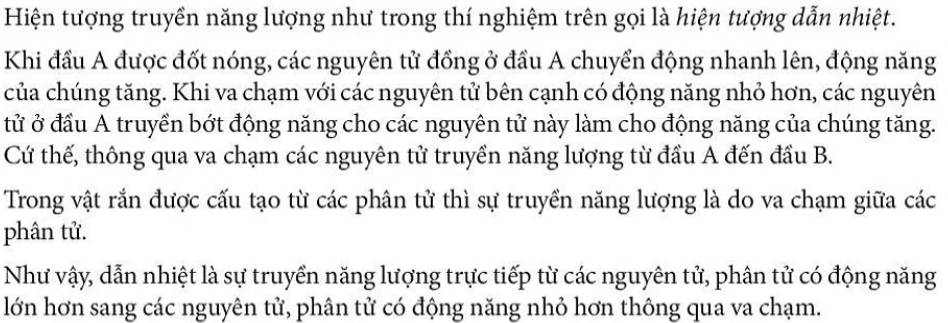 Hiện tượng truyền năng lượng như trong thí nghiệm trên gọi là hiện tượng dẫn nhiệt.
Khi đầu A được đốt nóng, các nguyên tử đồng ở đầu A chuyển động nhanh lên, động năng
của chúng tăng. Khi va chạm với các nguyên tử bên cạnh có động năng nhỏ hơn, các nguyên
tử ở đầu A truyền bớt động năng cho các nguyên tử này làm cho động năng của chúng tăng.
Cứ thế, thông qua va chạm các nguyên tử truyền năng lượng từ đầu A đến đầu B.
Trong vật rắn được cấu tạo từ các phân tử thì sự truyền năng lượng là do va chạm giữa các
phân tử.
Như vậy, dẫn nhiệt là sự truyền năng lượng trực tiếp từ các nguyên tử, phân tử có động năng
lớn hơn sang các nguyên tử, phân tử có động năng nhỏ hơn thông qua va chạm.